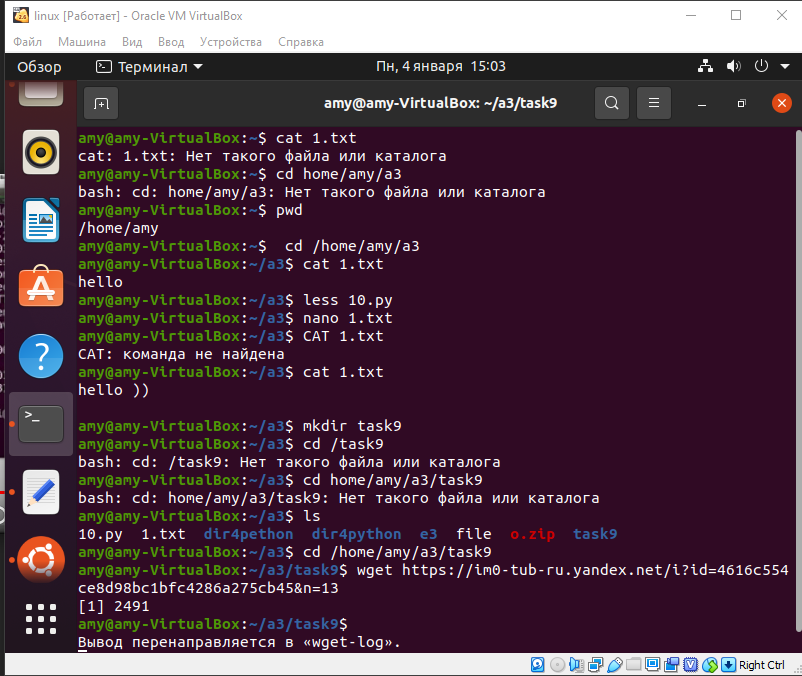 linux [Работает] - Oracle VM VirtualBox
Файл Машина Вид Ввод Устройства Справка
Обзор Терминал Пн, 4 января 15:03
amy@amy-VirtualBox: ~/a3/task9
amy@amy-VirtualBox:~$ cat 1.txt
cat: 1.txt: Нет такого файла или каталога
amy@amy-VirtualBox:~$ cd home/amy/a3
bash: cd: home/amy/a3: Нет такого файла или каталога
amy@amy-VirtualBox:~$ pwd
/home/amy
amy@amy-VirtualBox:~$  cd /home/amy/a3
amy@amy-VirtualBox:~/a3$ cat 1.txt
hello
amy@amy-VirtualBox:~/a3$ less 10.py
amy@amy-VirtualBox:~/a3$ nano 1.txt
amy@amy-VirtualBox:~/a3$ CAT 1.txt
CAT: команда не найдена
amy@amy-VirtualBox:~/a3$ cat 1.txt
hello ))
amy@amy-VirtualBox:~/a3$ mkdir task9
amy@amy-VirtualBox:~/a3$ cd /task9
bash: cd: /task9: Нет такого файла или каталога
amy@amy-VirtualBox:~/a3$ cd home/amy/a3/task9
bash: cd: home/amy/a3/task9: Нет такого файла или каталога
amy@amy-VirtualBox:~/a3$ ls
10.py  1.txt  dir4pethon  dir4python  e3  file  o.zip  task9
amy@amy-VirtualBox:~/a3$ cd /home/amy/a3/task9
amy@amy-VirtualBox:~/a3/task9$ wget https://im0-tub-ru.yandex.net/i?id=4616c554
ce8d98bc1bfc4286a275cb45&n=13
[1] 2491
amy@amy-VirtualBox:~/a3/task9$
Вывод перенаправляется в «wget-log».
Right Ctrl